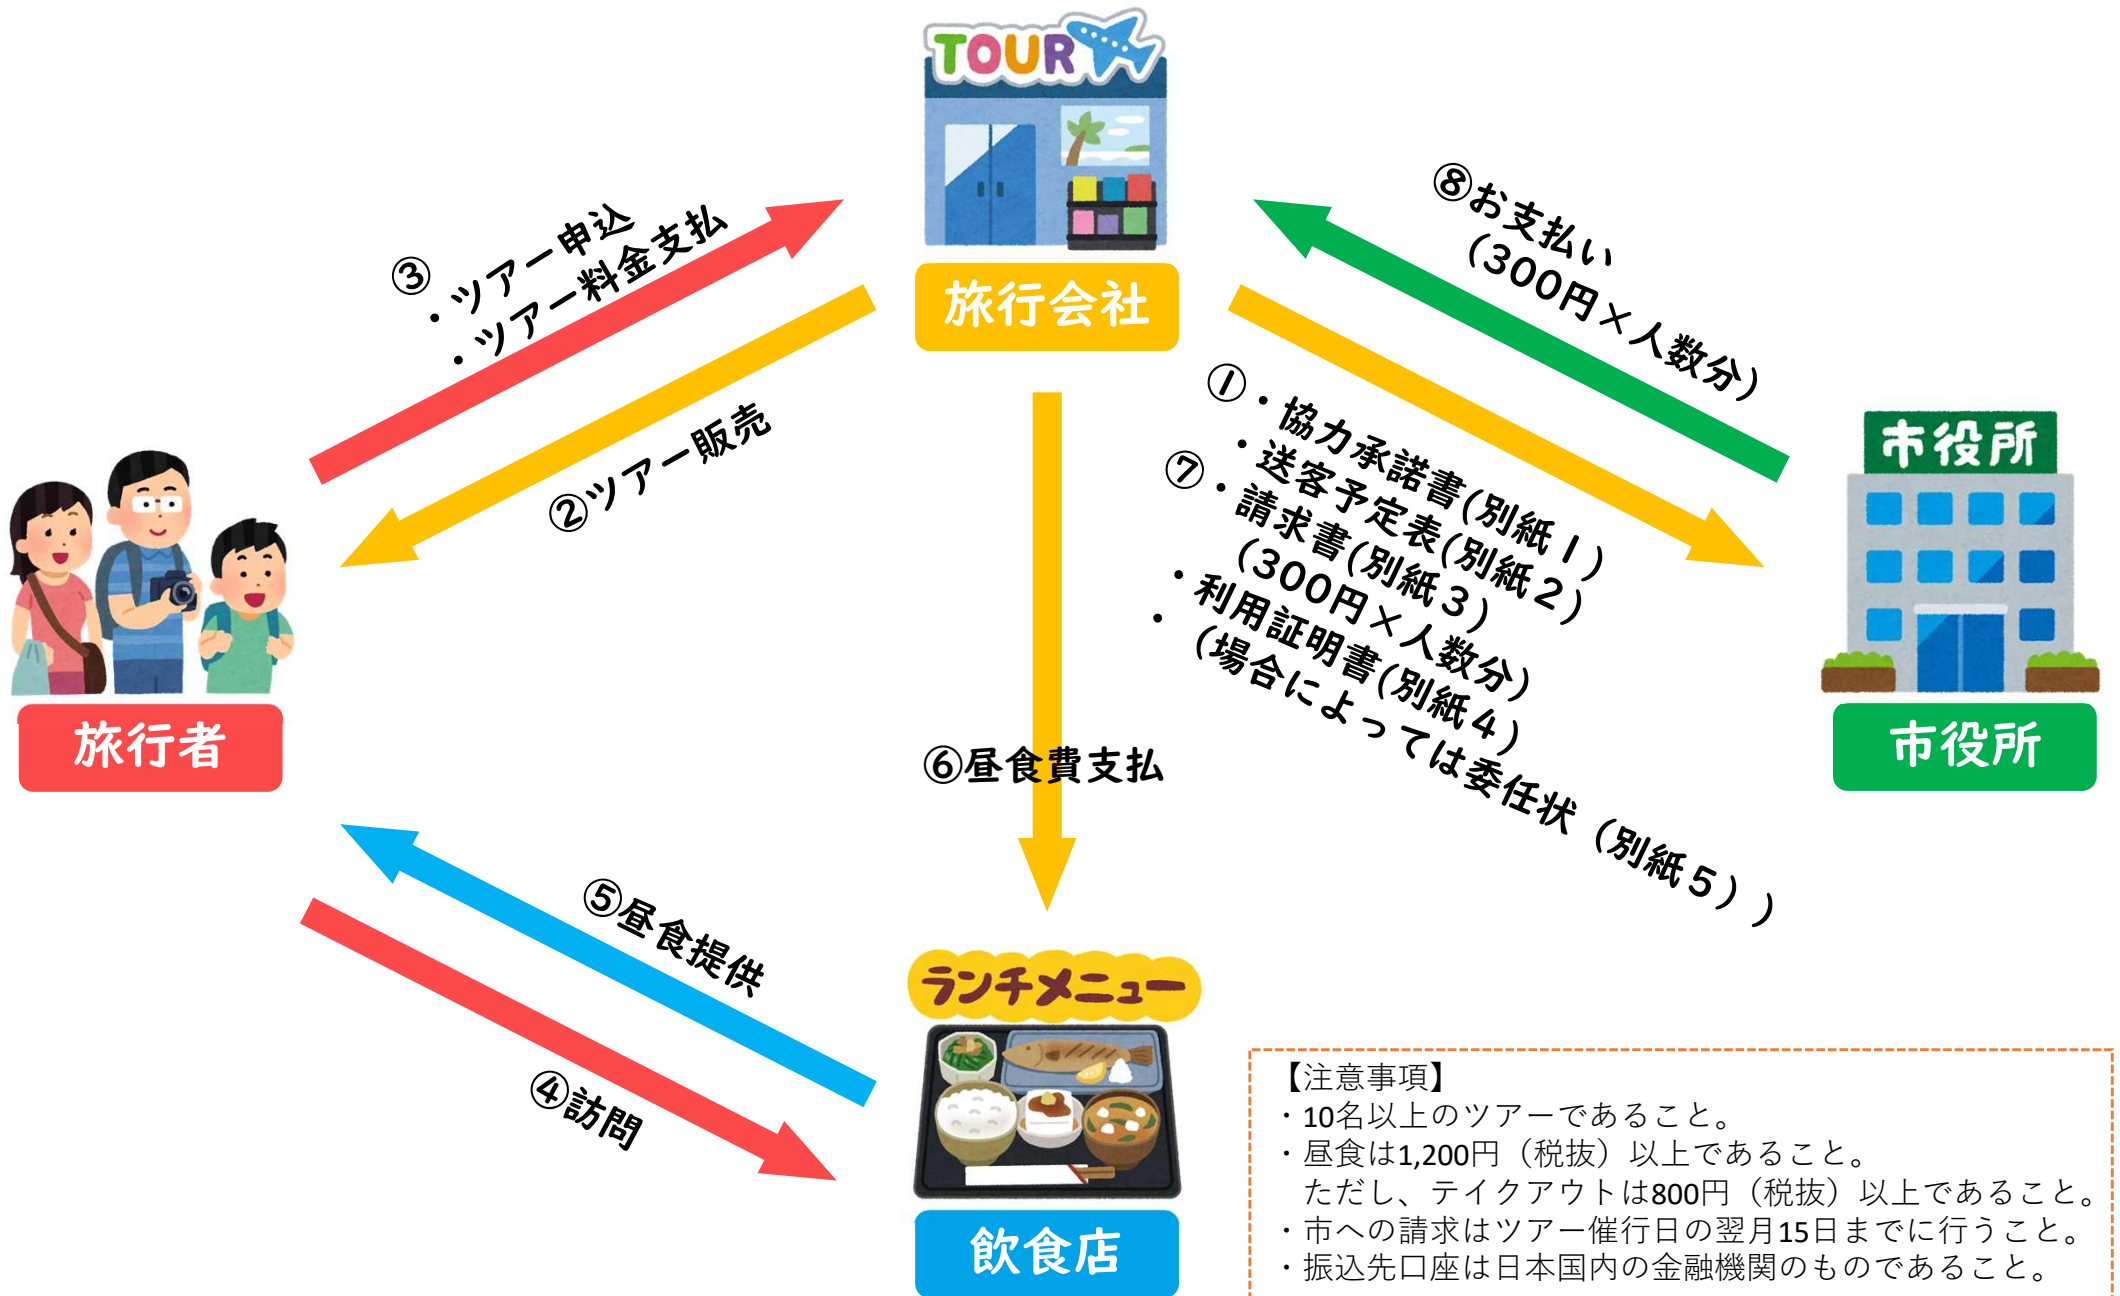 TOUR
旅行会社
③
・ツアー申込
・ツアー料金支払
②ツアー販売
⑧お支払い
(300円×人数分)
①・協力承諾書(別紙1)
・送客予定表(別紙2)
⑦・請求書(別紙3)
(300円×人数分)
・利用証明書(別紙4)
・(場合によっては委任状(別紙5))
市役所
市役所
旅行者
⑥昼食費支払
⑤昼食提供
④訪問
ランチメニュー
飲食店
【注意事項】
・10名以上のツアーであること。
・昼食は1,200円（税抜）以上であること。
ただし、テイクアウトは800円（税抜）以上であること。
・市への請求はツアー催行日の翌月15日までに行うこと。
・振込先口座は日本国内の金融機関のものであること。